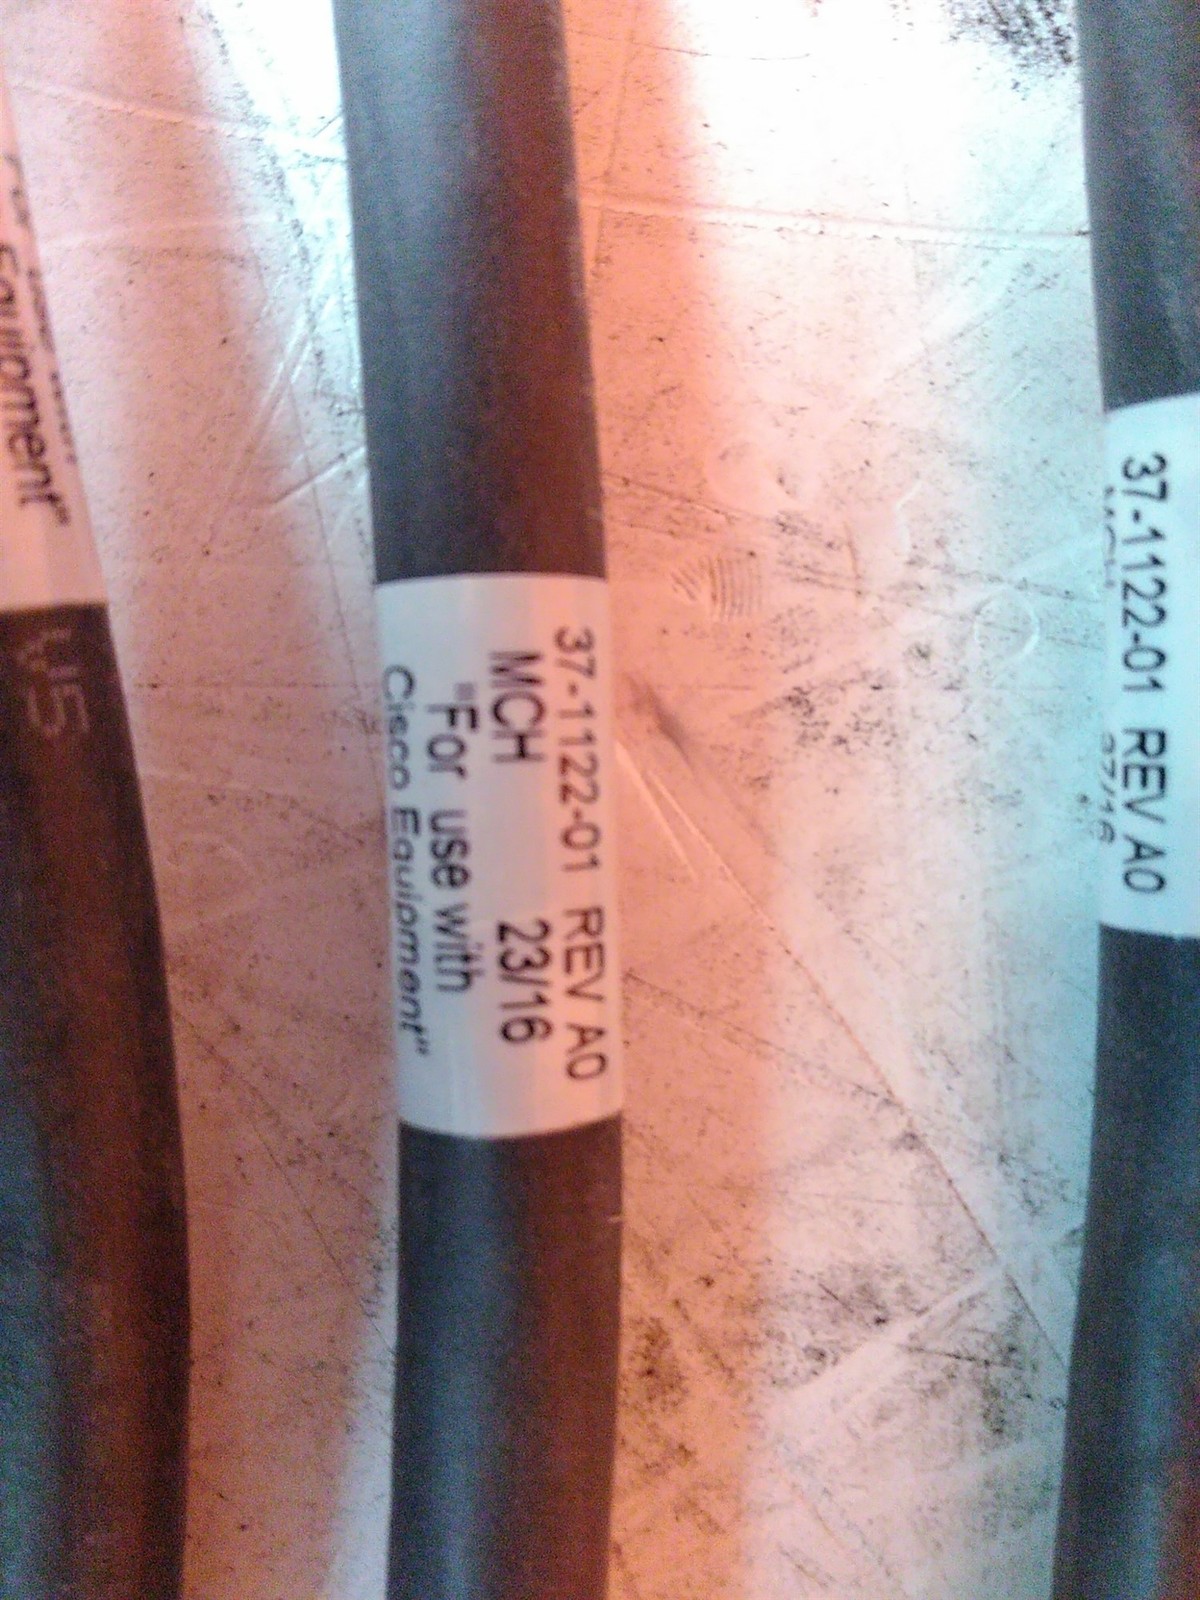 Equipment"
V5
37-1122-01 REV A0
MCH 23/16
"For use with
Cisco Equipment"
37-1122-01 REV A0